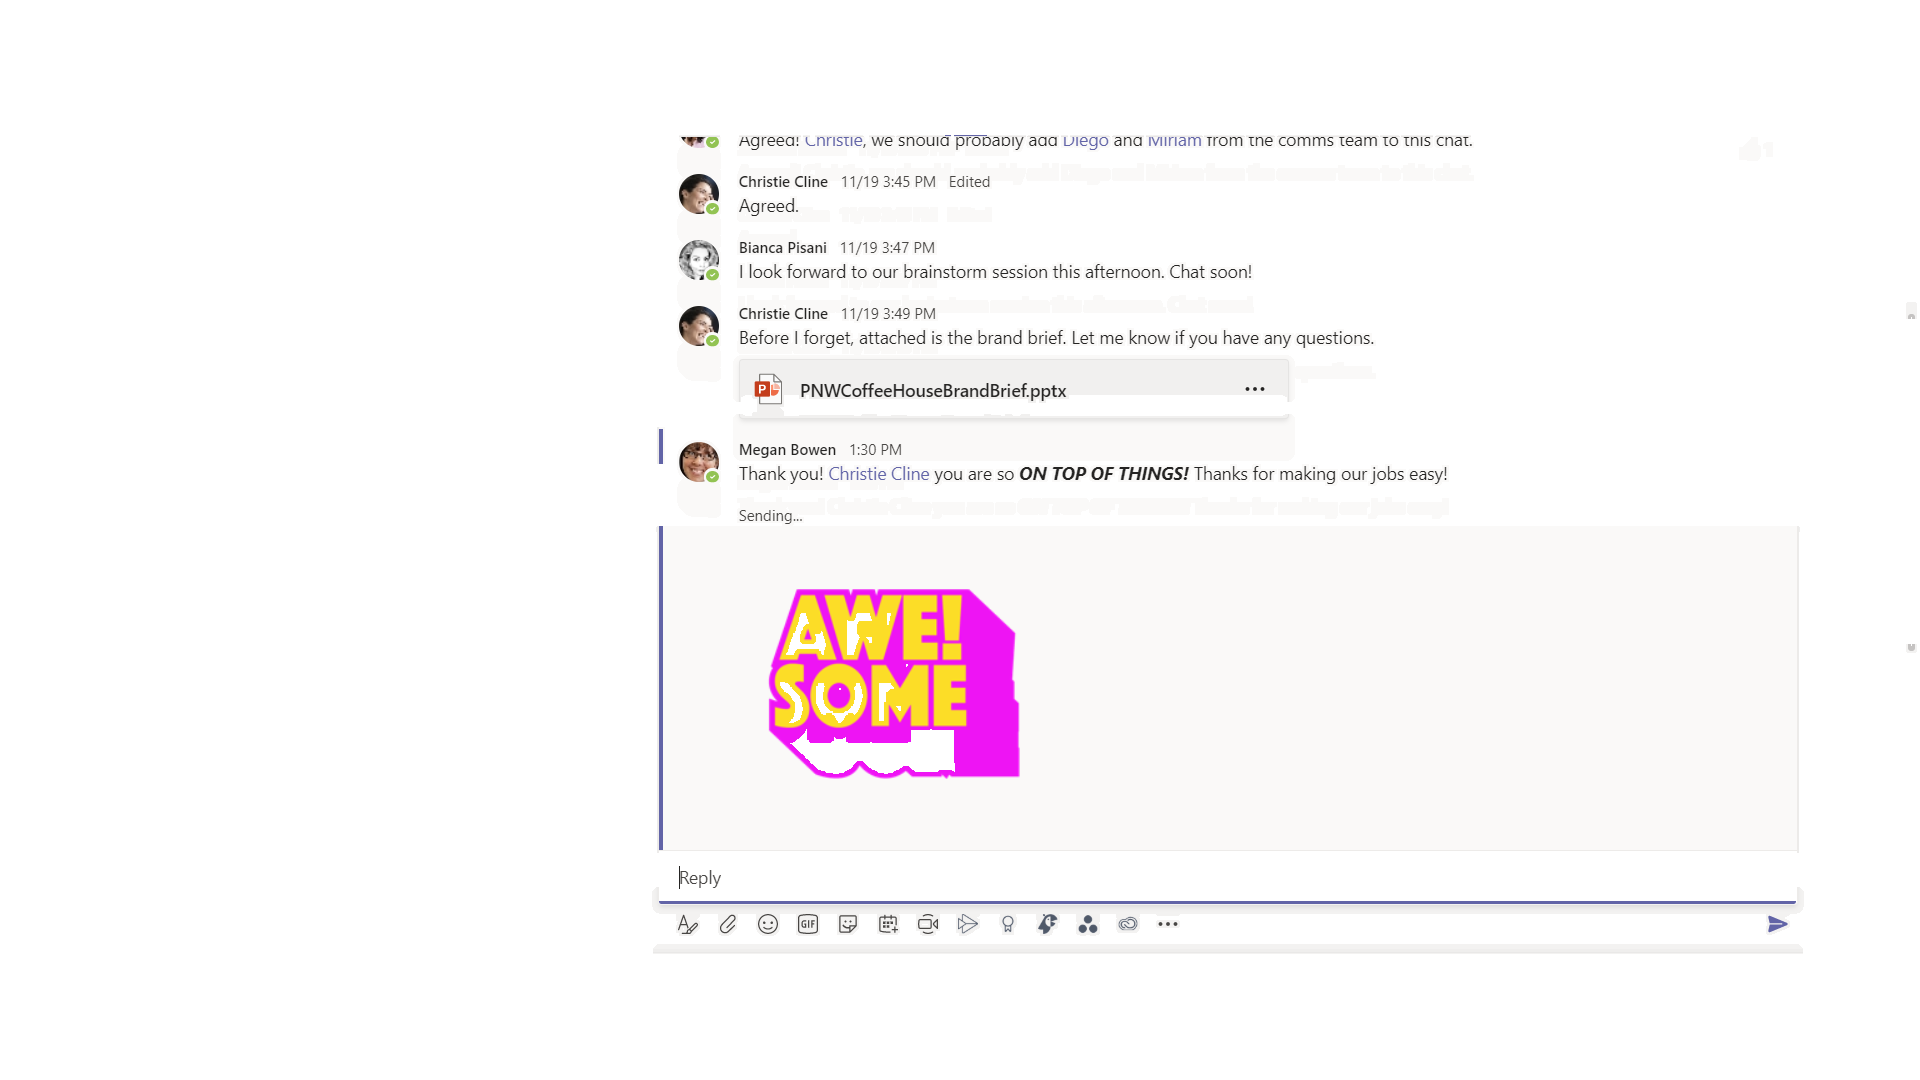 Agreed! Christie, we should probably add Diego and Miriam from the comms team to this chat.
Christie Cline 11/19 3:45 PM Edited
Agreed.
Bianca Pisani 11/19 3:47 PM
I look forward to our brainstorm session this afternoon. Chat soon!
Christie Cline 11/19 3:49 PM
Before I forget, attached is the brand brief. Let me know if you have any questions.
P PNWCoffeeHouseBrandBrief.pptx
Megan Bowen 1:30 PM
Thank you! Christie Cline you are so ON TOP OF THINGS! Thanks for making our jobs easy!
Sending...
AWE!
SOME
Reply
GIF